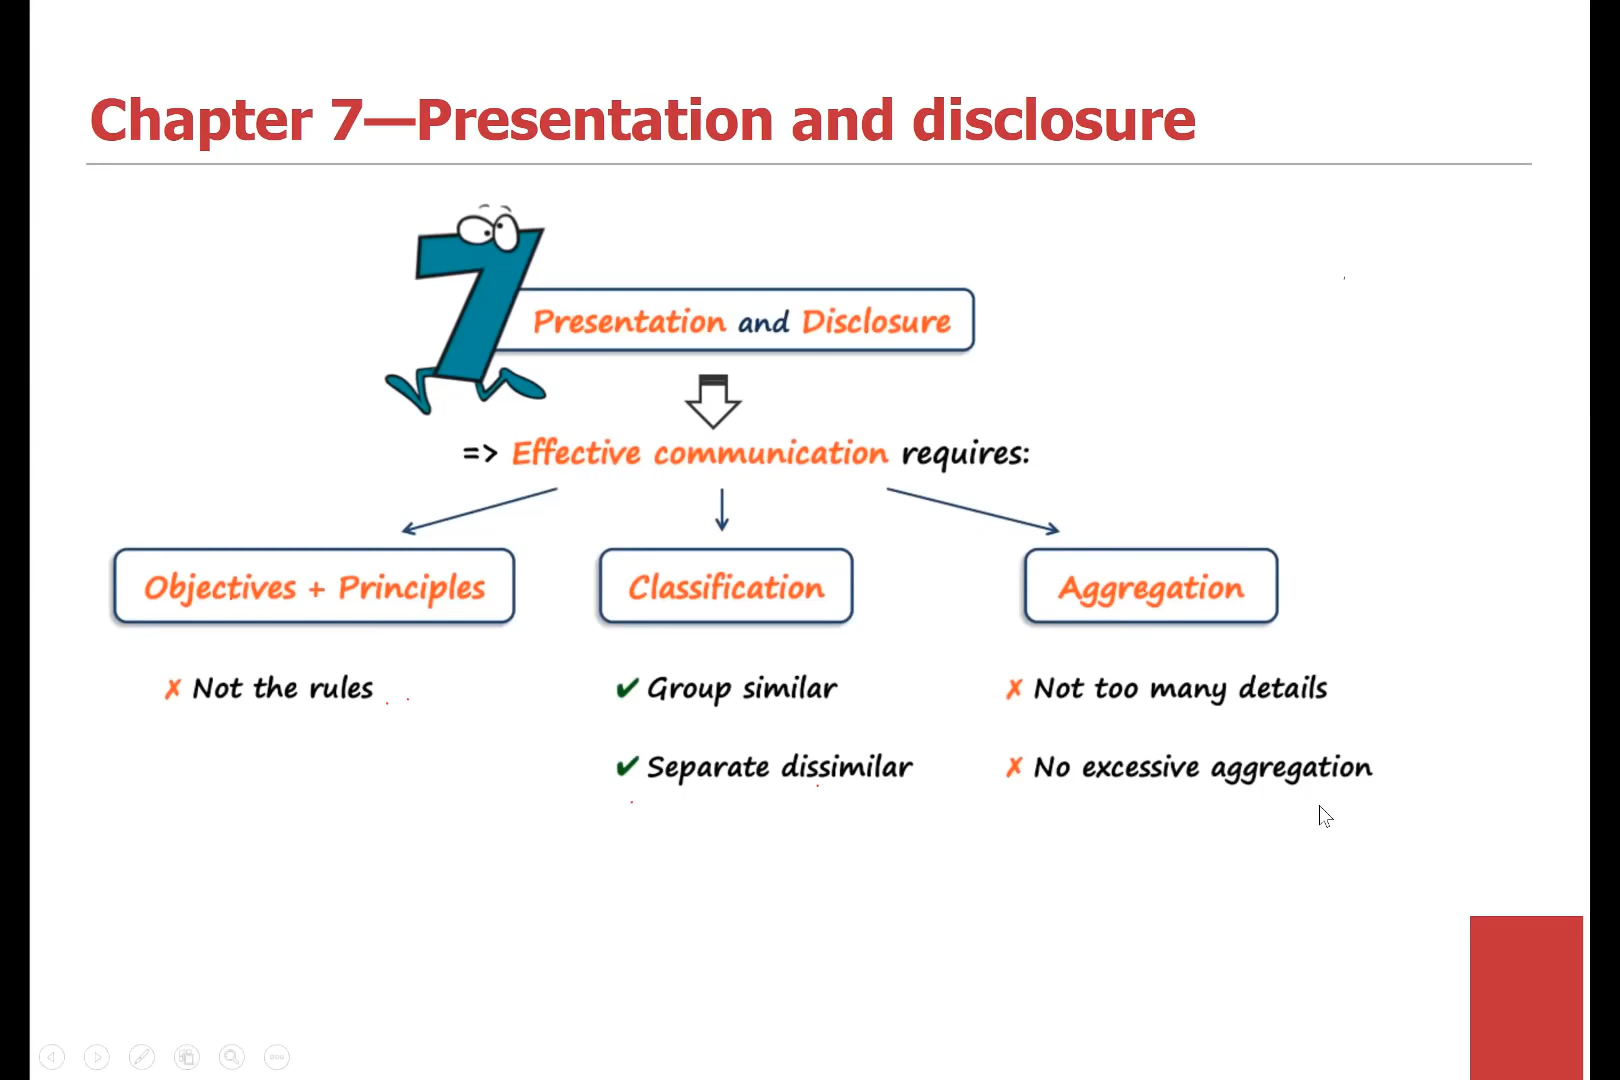 Chapter 7—Presentation and disclosure
7
Presentation and Disclosure
=> Effective communication requires:
Objectives + Principles
Classification
Aggregation
✗ Not the rules
✔ Group similar
✗ Not too many details
✔ Separate dissimilar
✗ No excessive aggregation